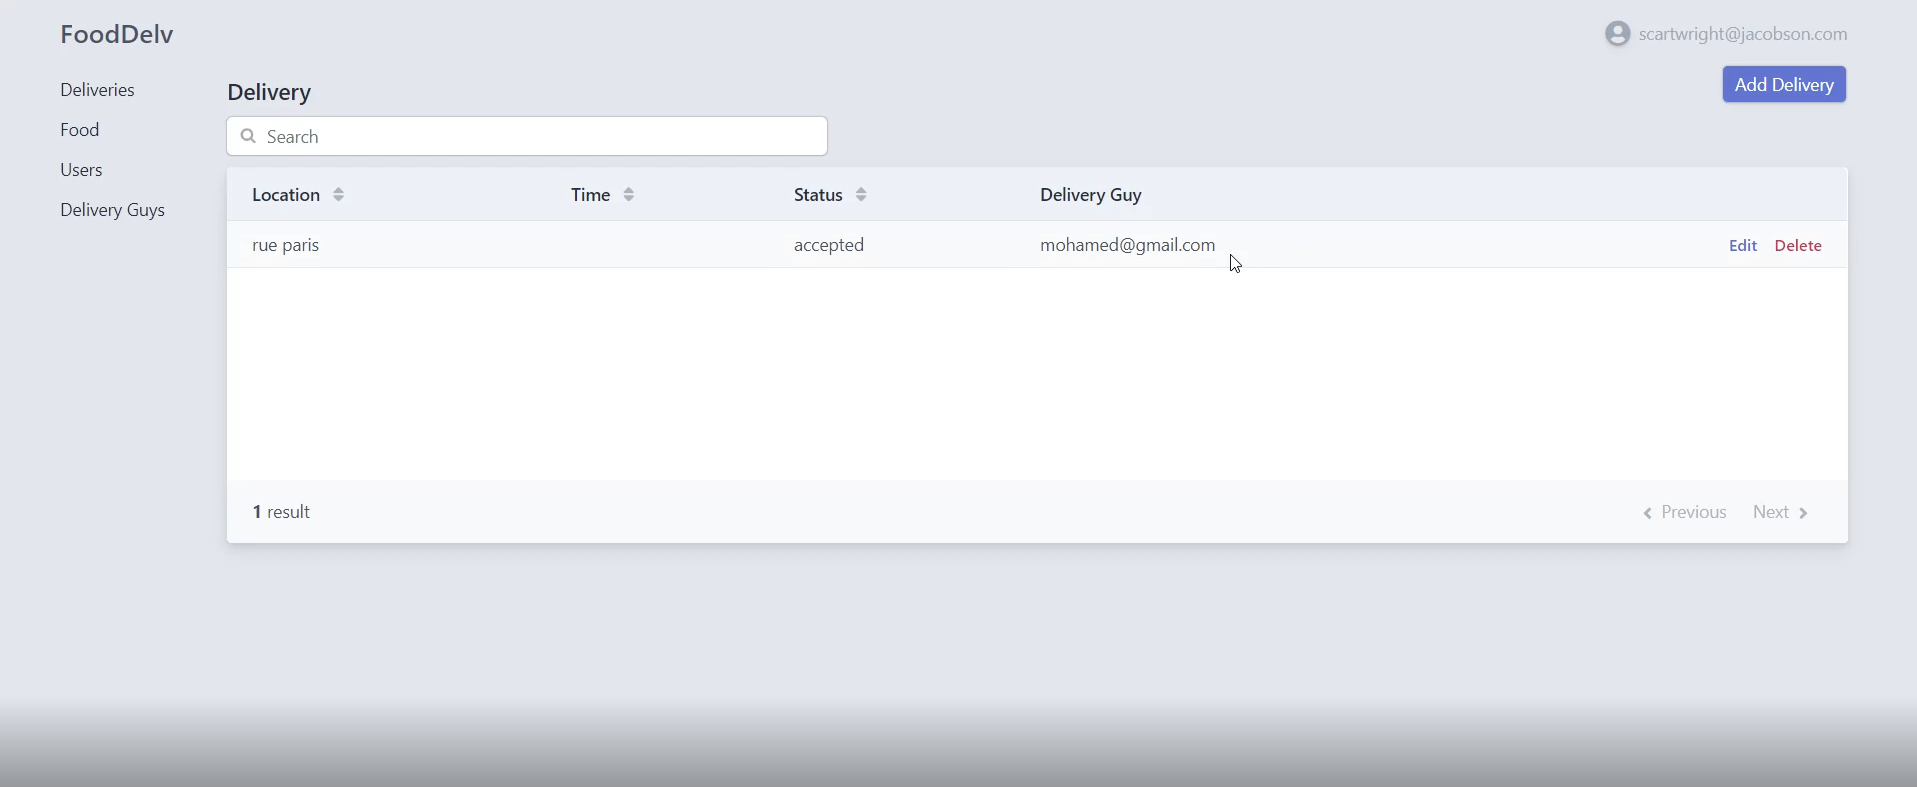 FoodDelv
scartwright@jacobson.com
Deliveries
Food
Users
Delivery Guys
Delivery
Add Delivery
Search
Location Time Status Delivery Guy
rue paris accepted mohamed@gmail.com Edit Delete
1 result
Previous Next